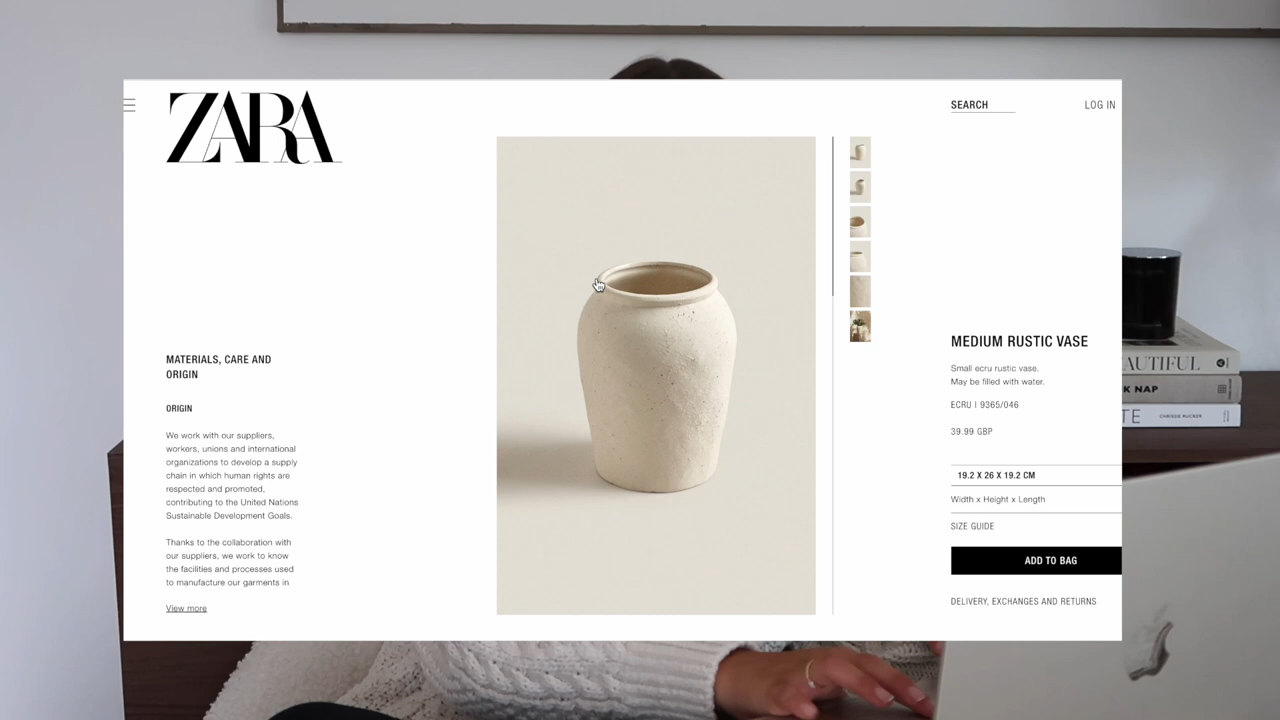 ZARA
SEARCH
LOG IN
MATERIALS, CARE AND
ORIGIN
ORIGIN
We work with our suppliers,
workers, unions and international
organizations to develop a supply
chain in which human rights are
respected and promoted,
contributing to the United Nations
Sustainable Development Goals.
Thanks to the collaboration with
our suppliers, we work to know
the facilities and processes used
to manufacture our garments in
View more
MEDIUM RUSTIC VASE
Small ecru rustic vase.
May be filled with water.
ECRU | 9365/046
39.99 GBP
19.2 X 26 X 19.2 CM
Width x Height x Length
SIZE GUIDE
ADD TO BAG
DELIVERY, EXCHANGES AND RETURNS
AUTIFUL
K NAP
TE
CHRISSIE RUCKER